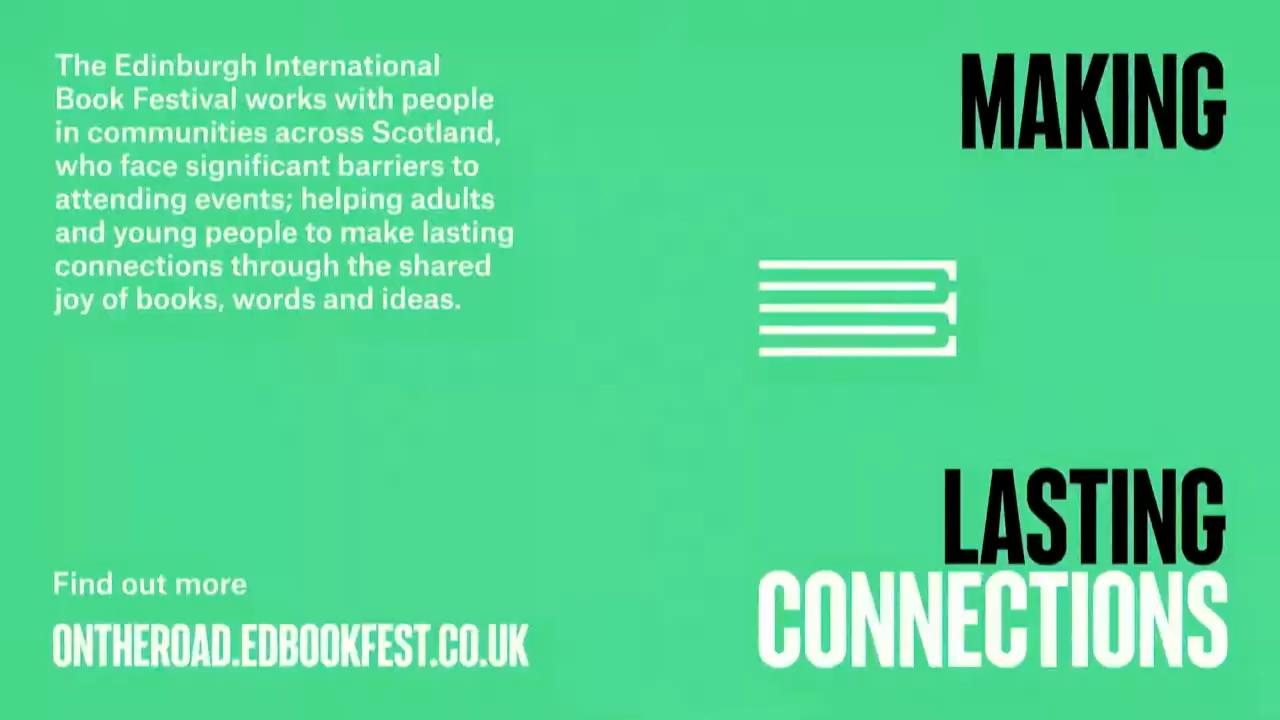 The Edinburgh International
Book Festival works with people
in communities across Scotland,
who face significant barriers to
attending events; helping adults
and young people to make lasting
connections through the shared
joy of books, words and ideas.
Find out more
ONTHEROAD.EDBOOKFEST.CO.UK
MAKING
LASTING
CONNECTIONS